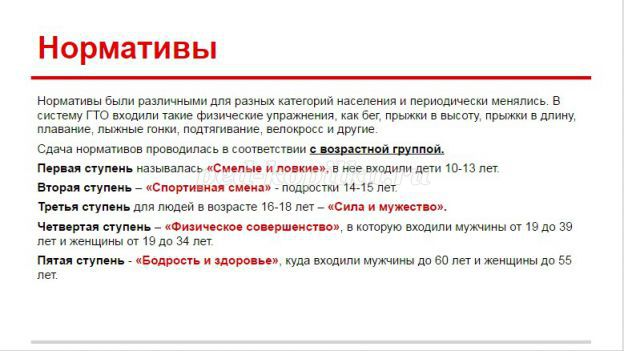 Нормативы
Нормативы были различными для разных категорий населения и периодически менялись. В
систему ГТО входили такие физические упражнения, как бег, прыжки в высоту, прыжки в длину,
плавание, лыжные гонки, подтягивание, велокросс и другие.
Сдача нормативов проводилась в соответствии с возрастной группой.
Первая ступень называлась «Смелые и ловкие», в нее входили дети 10-13 лет.
Вторая ступень – «Спортивная смена» - подростки 14-15 лет.
Третья ступень для людей в возрасте 16-18 лет – «Сила и мужество».
Четвертая ступень – «Физическое совершенство», в которую входили мужчины от 19 до 39
лет и женщины от 19 до 34 лет.
Пятая ступень - «Бодрость и здоровье», куда входили мужчины до 60 лет и женщины до 55
лет.